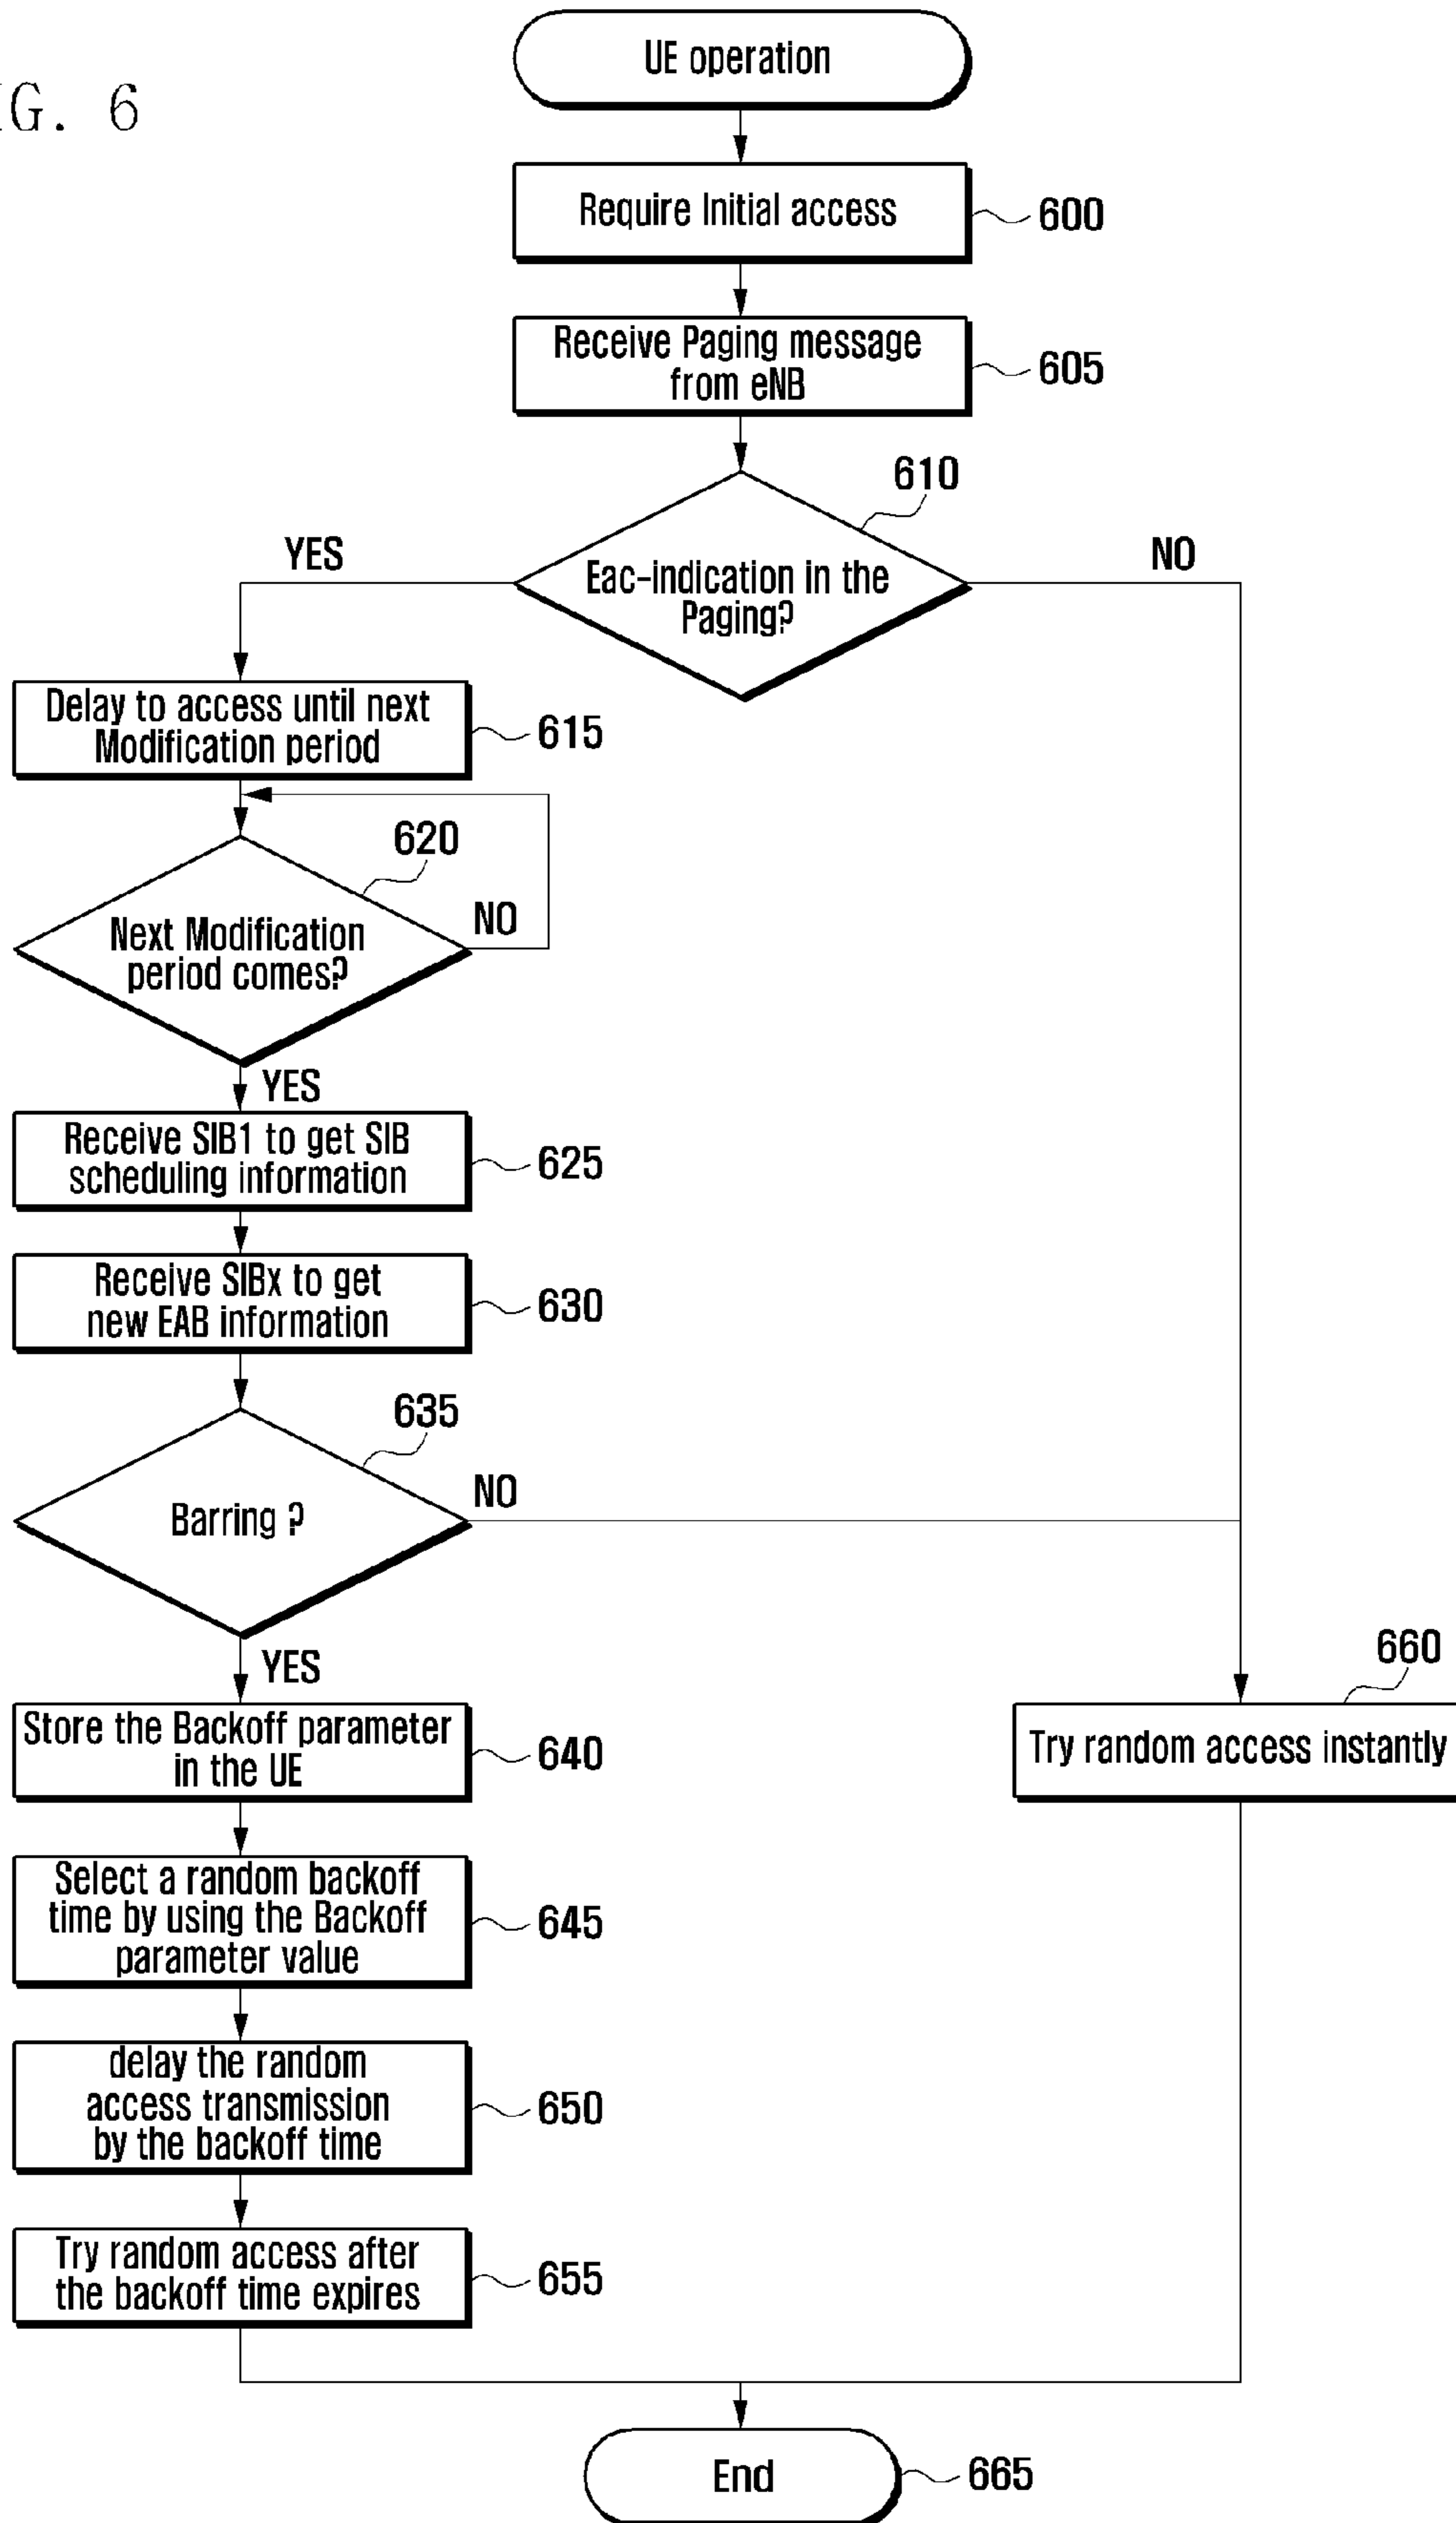 UE operation
G. 6
Require Initial access
600
Receive Paging message
from eNB
605
610
YES
NO
Eac-indication in the
Paging?
Delay to access until next
Modification period
615
620
NO
Next Modification
period comes?
YES
Receive SIB1 to get SIB
scheduling information
625
Receive SIBx to get
new EAB information
630
635
NO
Barring ?
YES
660
Store the Backoff parameter
in the UE
640
Try random access instantly
Select a random backoff
time by using the Backoff
parameter value
645
delay the random
access transmission
by the backoff time
650
Try random access after
the backoff time expires
655
End
665